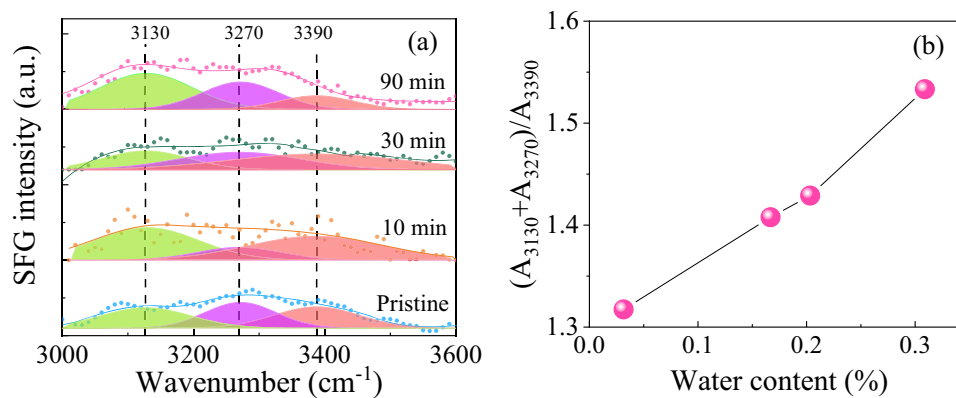 3130 3270 3390
(a)
90 min
30 min
10 min
Pristine
SFG intensity (a.u.)
3000 3200 3400 3600
Wavenumber (cm⁻¹)
(b)
1.6
1.5
1.4
1.3
(A₃₁₃₀+A₃₂₇₀)/A₃₃₉₀
0.0 0.1 0.2 0.3
Water content (%)